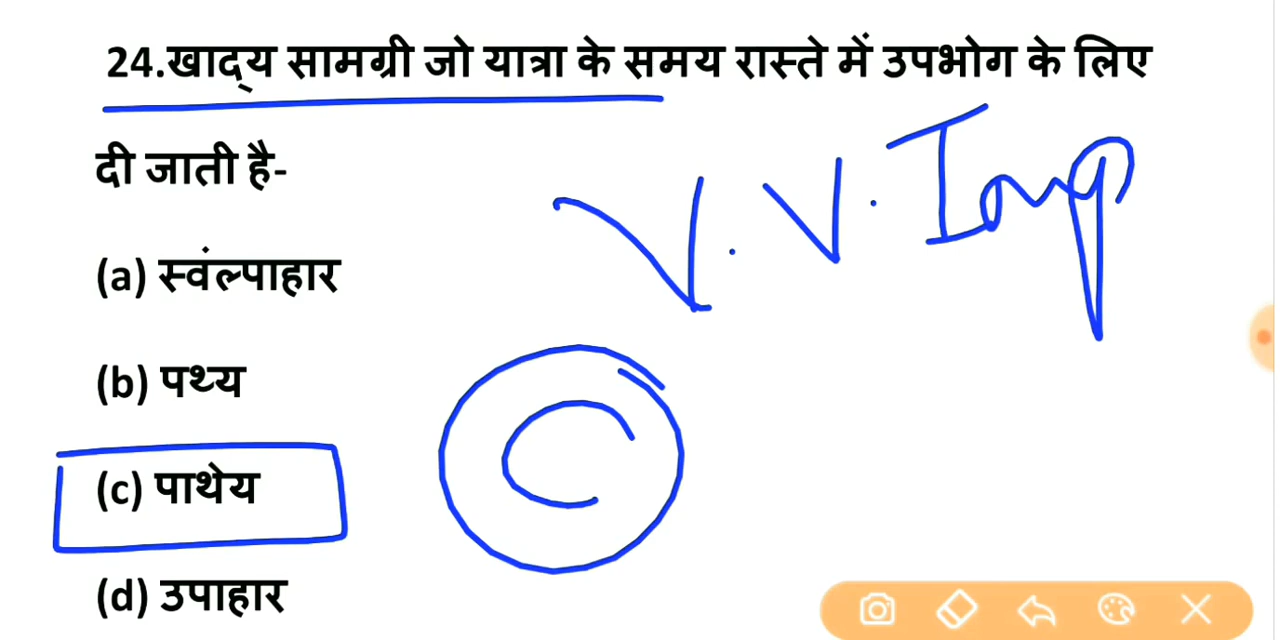 24.खाद्य सामग्री जो यात्रा के समय रास्ते में उपभोग के लिए
दी जाती है-
V. V. Imp
(a) स्वंल्पाहार
(b) पथ्य
(c) पाथेय
C
(d) उपाहार